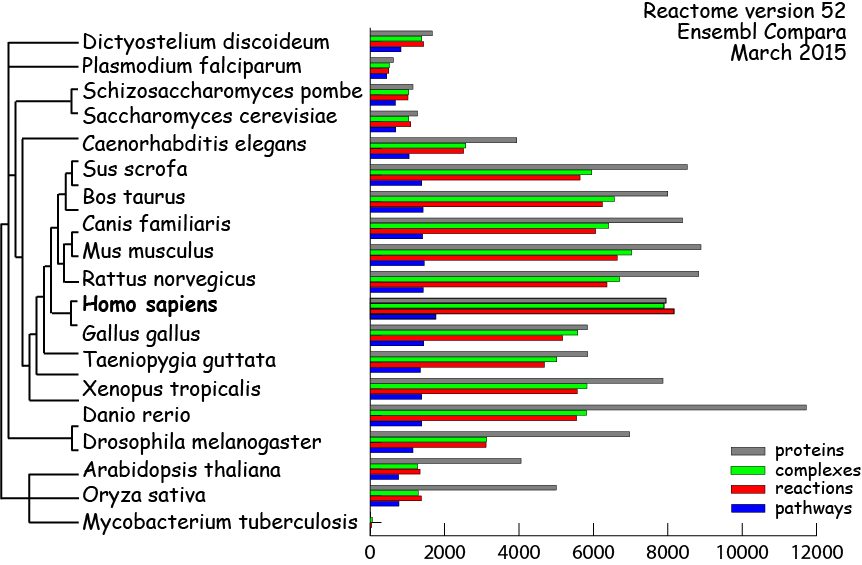 Reactome version 52
Ensembl Compara
March 2015
Dictyostelium discoideum
Plasmodium falciparum
Schizosaccharomyces pombe
Saccharomyces cerevisiae
Caenorhabditis elegans
Sus scrofa
Bos taurus
Canis familiaris
Mus musculus
Rattus norvegicus
Homo sapiens
Gallus gallus
Taeniopygia guttata
Xenopus tropicalis
Danio rerio
Drosophila melanogaster
Arabidopsis thaliana
Oryza sativa
Mycobacterium tuberculosis
proteins
complexes
reactions
pathways
0 2000 4000 6000 8000 10000 12000